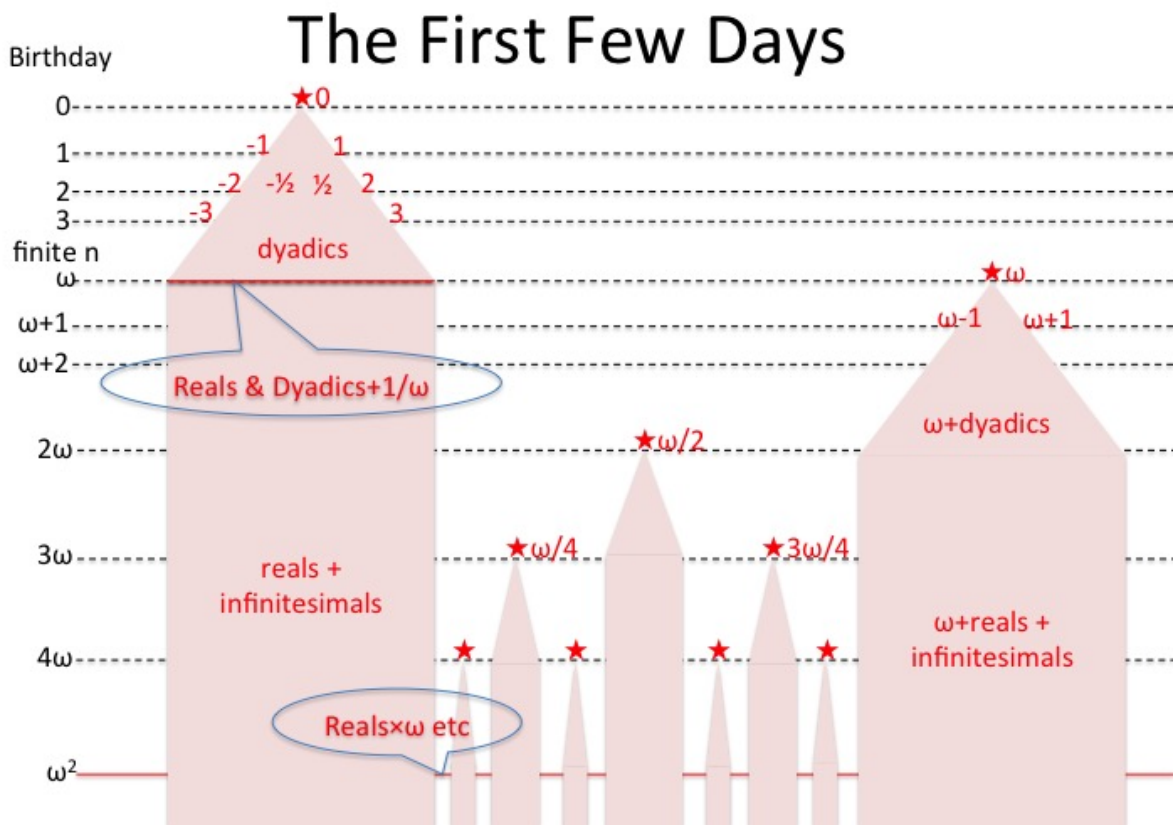 The First Few Days
Birthday
0
★0
1
-1
1
2
-2
-½
½
2
3
-3
3
dyadics
finite n
ω
★ω
ω+1
ω-1
ω+1
ω+2
Reals & Dyadics+1/ω
ω+dyadics
2ω
★ω/2
3ω
★ω/4
★3ω/4
reals +
infinitesimals
ω+reals +
infinitesimals
4ω
★
★
★
★
Reals×ω etc
ω²